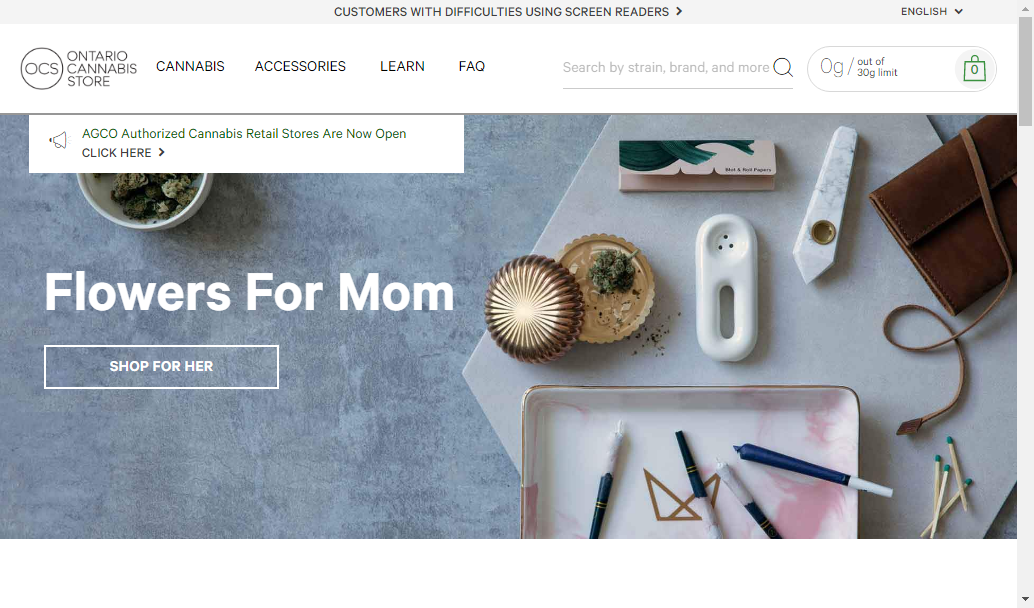 CUSTOMERS WITH DIFFICULTIES USING SCREEN READERS
ENGLISH
OCS
ONTARIO
CANNABIS
STORE
CANNABIS
ACCESSORIES
LEARN
FAQ
Search by strain, brand, and more
0g / out of
30g limit
0
AGCO Authorized Cannabis Retail Stores Are Now Open
CLICK HERE
Blot & Roll Papers
Flowers For Mom
SHOP FOR HER